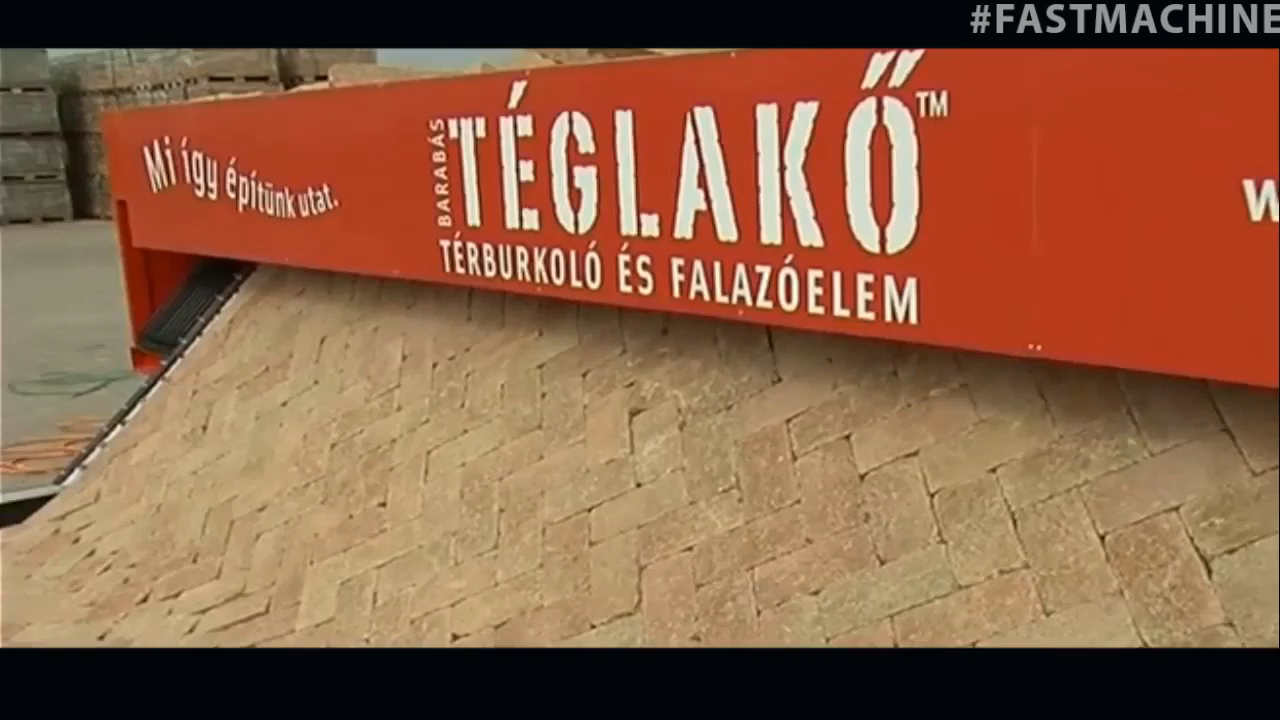 #FASTMACHINE
Mi így építünk utat.
BARABÁS
TÉGLAKŐ™
TÉRBURKOLÓ ÉS FALAZÓELEM
w